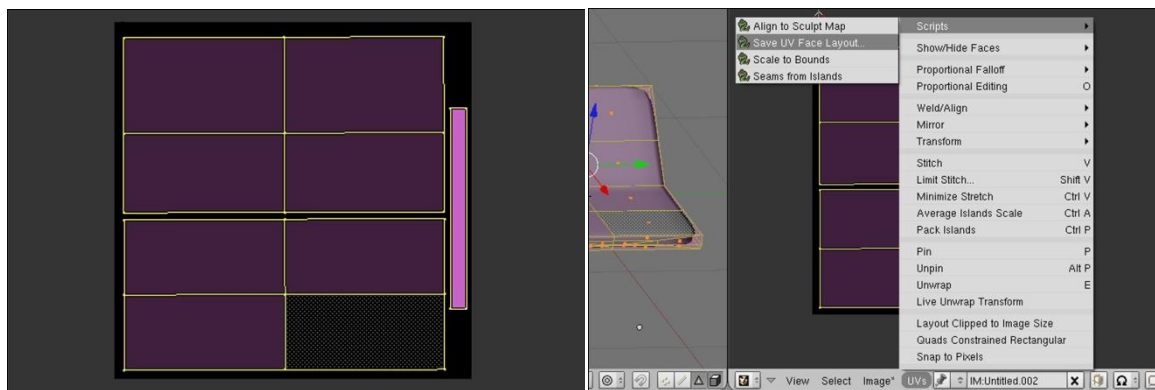 Align to Sculpt Map
Save UV Face Layout...
Scale to Bounds
Seams from Islands
Scripts
Show/Hide Faces
Proportional Falloff
Proportional Editing O
Weld/Align
Mirror
Transform
Stitch V
Limit Stitch... Shift V
Minimize Stretch Ctrl V
Average Islands Scale Ctrl A
Pack Islands Ctrl P
Pin P
Unpin Alt P
Unwrap E
Live Unwrap Transform
Layout Clipped to Image Size
Quads Constrained Rectangular
Snap to Pixels
View Select Image* UVs IM:Untitled.002 X